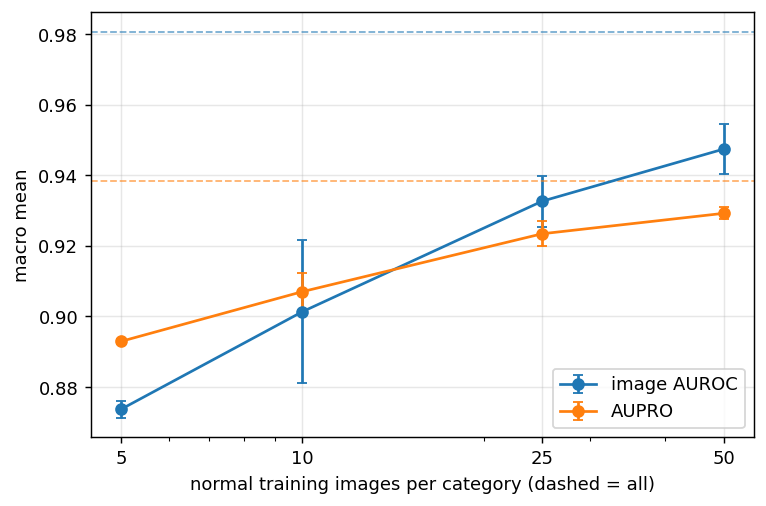 0.98
0.96
0.94
0.92
0.90
0.88
macro mean
5 10 25 50
normal training images per category (dashed = all)
image AUROC
AUPRO